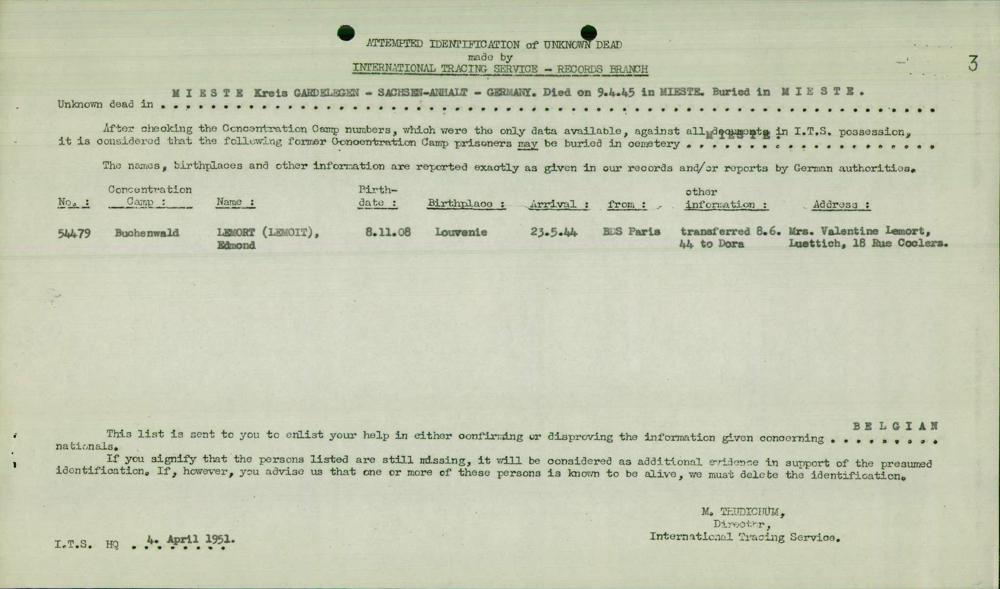 ATTEMPTED IDENTIFICATION of UNKNOWN DEAD
made by
INTERNATIONAL TRACING SERVICE - RECORDS BRANCH
3
M I E S T E Kreis GARDELEGEN - SACHSEN-ANHALT - GERMANY. Died on 9.4.45 in MIESTE. Buried in M I E S T E .
Unknown dead in . . . . . . . . . . . . . . . . . . . . . . . . . . . . . . . . . . . . . . . . . . . . . . . . . . . . . . . . . . .
After checking the Concentration Camp numbers, which were the only data available, against all documents in I.T.S. possession,
M I E S T E
it is considered that the following former Concentration Camp prisoners may be buried in cemetery . . . . . . . . . . . . . . . . . . .
The names, birthplaces and other information are reported exactly as given in our records and/or reports by German authorities.
Concentration Birth- other
No. : Camp : Name : date : Birthplace : Arrival : from : information : Address :
54479 Buchenwald LEMORT (LEMOIT), 8.11.08 Louvenie 23.5.44 BDS Paris transferred 8.6. Mrs. Valentine Lemort,
Edmond 44 to Dora Luettich, 18 Rue Coolers.
B E L G I A N
This list is sent to you to enlist your help in either confirming or disproving the information given concerning . . . . . . . . .
nationals.
If you signify that the persons listed are still missing, it will be considered as additional evidence in support of the presumed
identification. If, however, you advise us that one or more of these persons is known to be alive, we must delete the identification.
M. THUDICHUM,
Director,
International Tracing Service.
I.T.S. HQ . 4. April 1951.